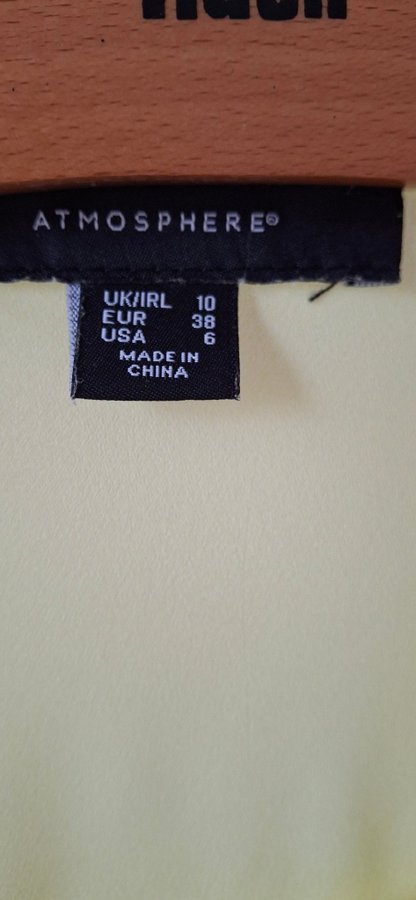 ATMOSPHERE®
UK/IRL 10
EUR 38
USA 6
MADE IN
CHINA